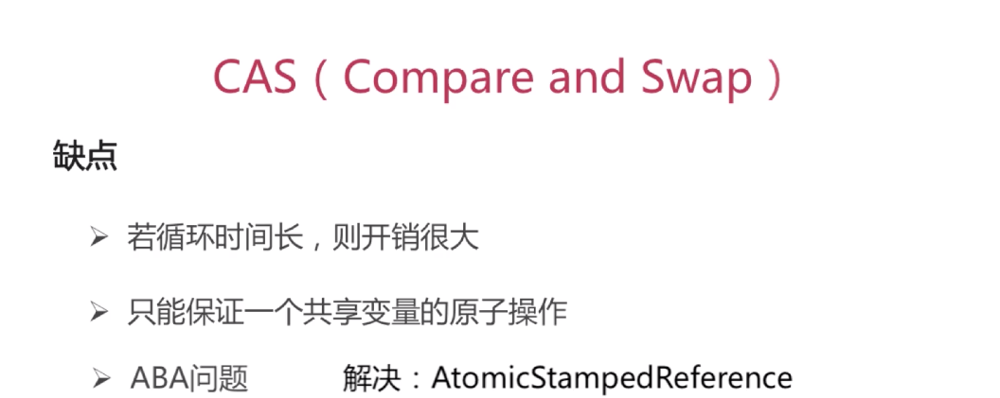 CAS（Compare and Swap）
缺点
➢ 若循环时间长，则开销很大
➢ 只能保证一个共享变量的原子操作
➢ ABA问题 解决：AtomicStampedReference